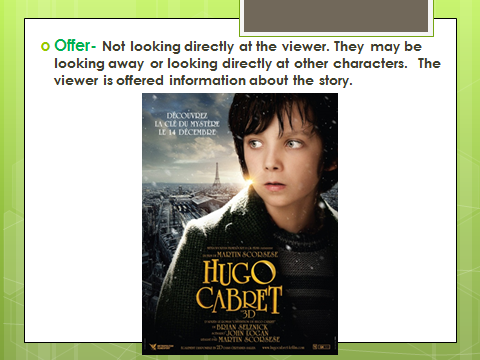 Offer- Not looking directly at the viewer. They may be
looking away or looking directly at other characters. The
viewer is offered information about the story.
DÉCOUVREZ
LA CLÉ DU MYSTÈRE
LE 14 DÉCEMBRE
MARTIN SCORSESE
HUGO
CABRET
3D
BRIAN SELZNICK
JOHN LOGAN
MARTIN SCORSESE